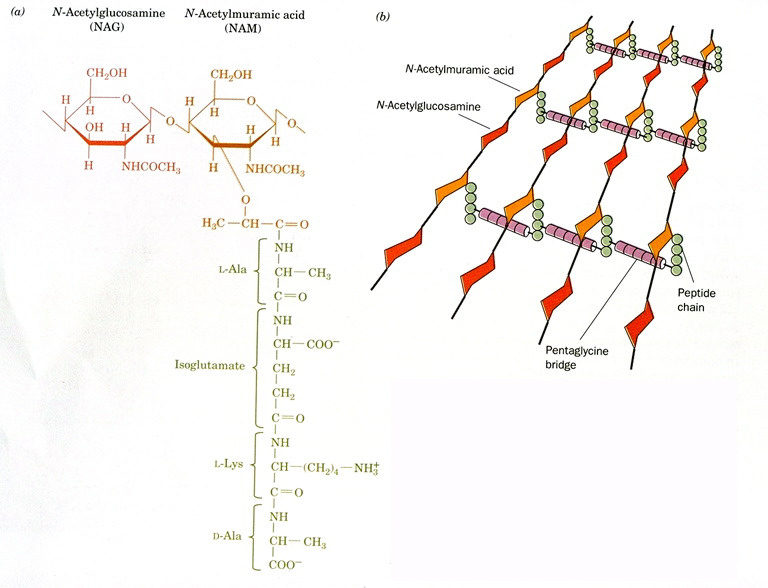 (a)
N-Acetylglucosamine
(NAG)
N-Acetylmuramic acid
(NAM)
CH₂OH
CH₂OH
H
H
O
H
OH
H
H
H
NHCOCH₃
O
H
H
O
H
H
H
NHCOCH₃
O
O
H₃C—CH—C=O
NH
L-Ala
CH—CH₃
C=O
NH
CH—COO⁻
Isoglutamate
CH₂
CH₂
C=O
NH
L-Lys
CH—(CH₂)₄—NH₃⁺
C=O
NH
D-Ala
CH—CH₃
COO⁻
(b)
N-Acetylmuramic acid
N-Acetylglucosamine
Peptide
chain
Pentaglycine
bridge